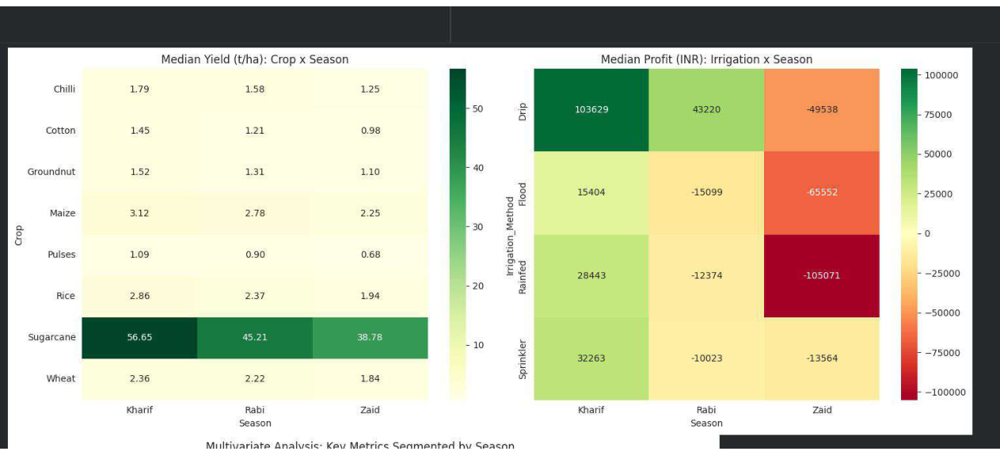 Median Yield (t/ha): Crop x Season
Chilli 1.79 1.58 1.25
Cotton 1.45 1.21 0.98
Groundnut 1.52 1.31 1.10
Maize 3.12 2.78 2.25
Pulses 1.09 0.90 0.68
Rice 2.86 2.37 1.94
Sugarcane 56.65 45.21 38.78
Wheat 2.36 2.22 1.84
Kharif Rabi Zaid
Season
Crop
50
40
30
20
10
Median Profit (INR): Irrigation x Season
Drip 103629 43220 -49538
Flood 15404 -15099 -65552
Rainfed 28443 -12374 -105071
Sprinkler 32263 -10023 -13564
Kharif Rabi Zaid
Season
Irrigation_Method
100000
75000
50000
25000
0
−25000
−50000
−75000
−100000
Multivariate Analysis: Key Metrics Segmented by Season